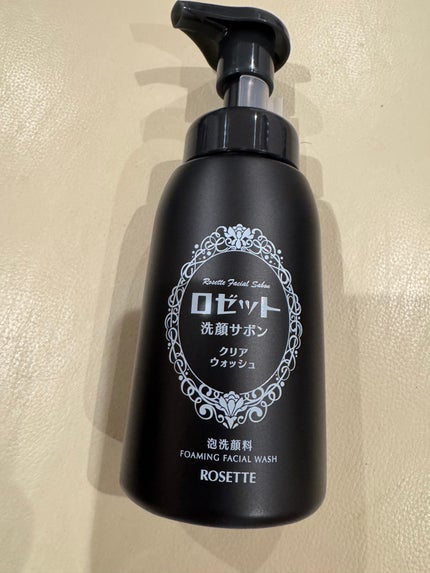 Rosette Facial Sabon
ロゼット
洗顔サボン
クリア
ウォッシュ
泡洗顔料
FOAMING FACIAL WASH
ROSETTE